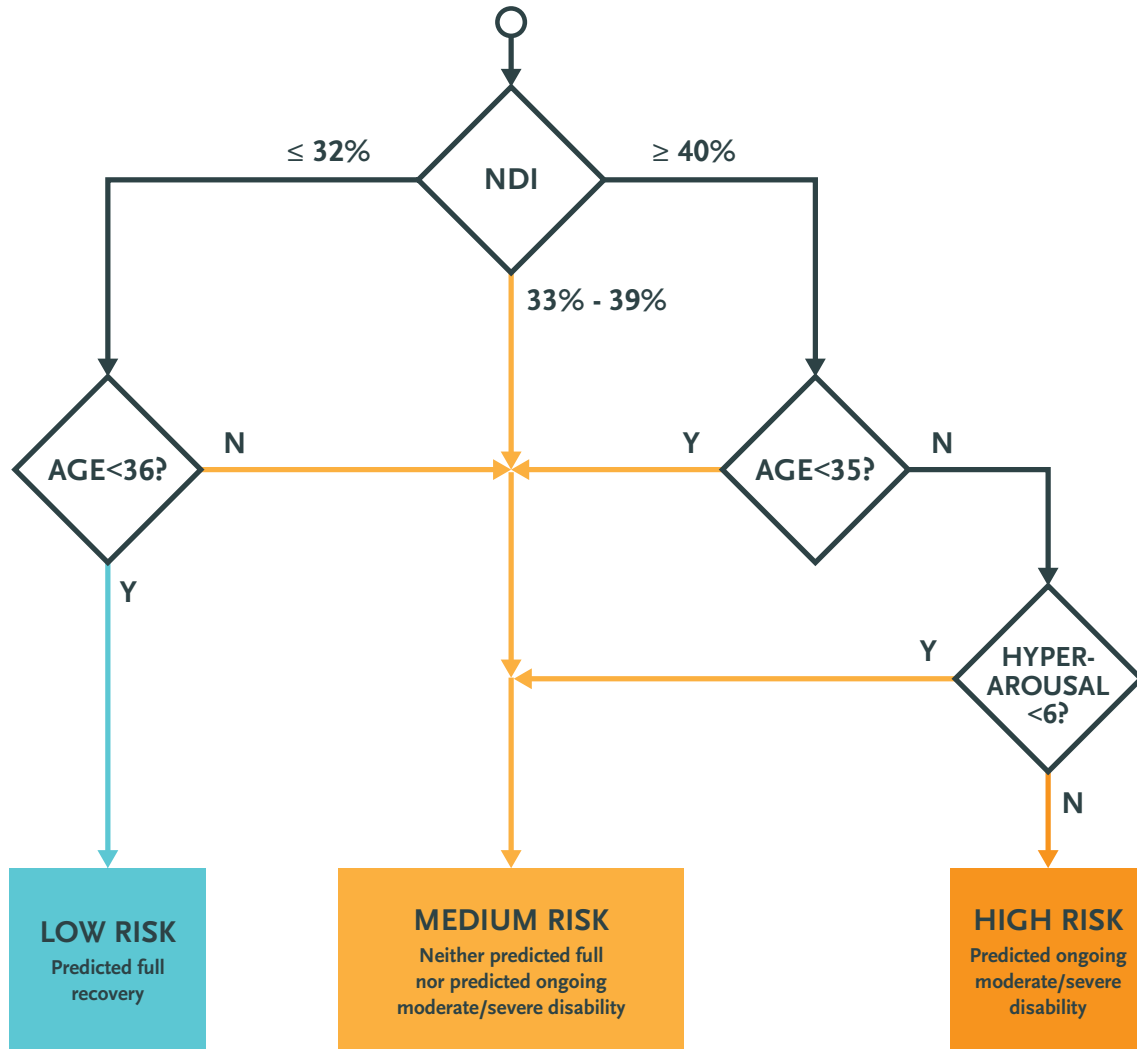 ≤ 32%
≥ 40%
NDI
33% - 39%
N
Y
N
AGE<36?
AGE<35?
Y
Y
HYPER-
AROUSAL
<6?
N
LOW RISK
Predicted full
recovery
MEDIUM RISK
Neither predicted full
nor predicted ongoing
moderate/severe disability
HIGH RISK
Predicted ongoing
moderate/severe
disability